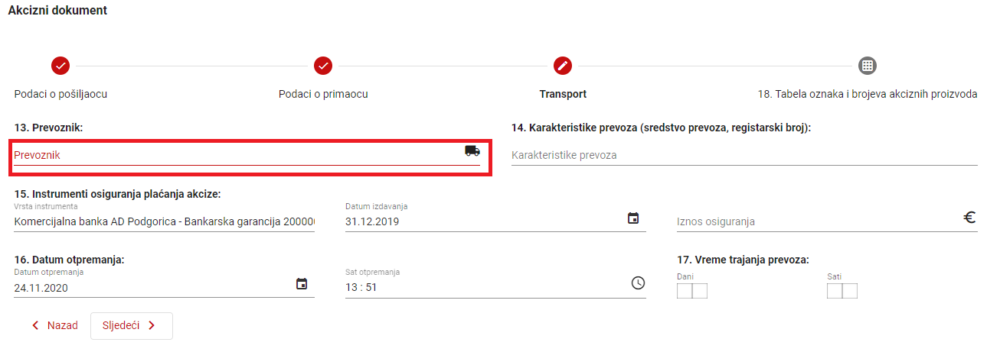 Akcizni dokument
Podaci o pošiljaocu
Podaci o primaocu
Transport
18. Tabela oznaka i brojeva akciznih proizvoda
13. Prevoznik:
14. Karakteristike prevoza (sredstvo prevoza, registarski broj):
Prevoznik
Karakteristike prevoza
15. Instrumenti osiguranja plaćanja akcize:
Vrsta instrumenta
Datum izdavanja
Komercijalna banka AD Podgorica - Bankarska garancija 200000
31.12.2019
Iznos osiguranja
€
16. Datum otpremanja:
17. Vreme trajanja prevoza:
Datum otpremanja
Sat otpremanja
Dani
Sati
24.11.2020
13 : 51
Nazad
Sljedeći